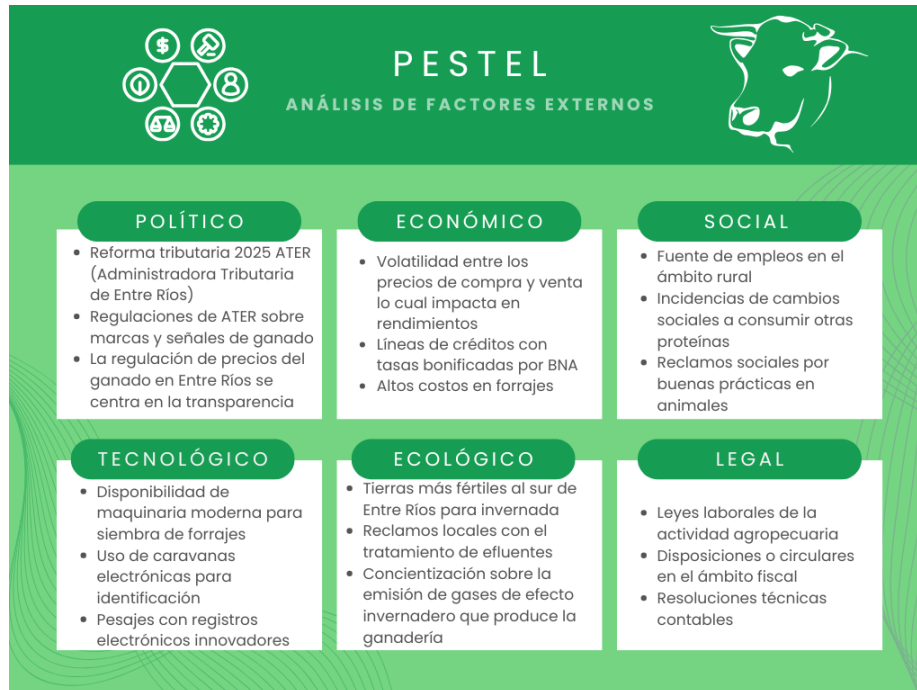 PESTEL
ANÁLISIS DE FACTORES EXTERNOS
POLÍTICO
• Reforma tributaria 2025 ATER
(Administradora Tributaria
de Entre Ríos)
• Regulaciones de ATER sobre
marcas y señales de ganado
• La regulación de precios del
ganado en Entre Ríos se
centra en la transparencia
ECONÓMICO
• Volatilidad entre los
precios de compra y venta
lo cual impacta en
rendimientos
• Líneas de créditos con
tasas bonificadas por BNA
• Altos costos en forrajes
SOCIAL
• Fuente de empleos en el
ámbito rural
• Incidencias de cambios
sociales a consumir otras
proteínas
• Reclamos sociales por
buenas prácticas en
animales
TECNOLÓGICO
• Disponibilidad de
maquinaria moderna para
siembra de forrajes
• Uso de caravanas
electrónicas para
identificación
• Pesajes con registros
electrónicos innovadores
ECOLÓGICO
• Tierras más fértiles al sur de
Entre Ríos para invernada
• Reclamos locales con el
tratamiento de efluentes
• Concientización sobre la
emisión de gases de efecto
invernadero que produce la
ganadería
LEGAL
• Leyes laborales de la
actividad agropecuaria
• Disposiciones o circulares
en el ámbito fiscal
• Resoluciones técnicas
contables